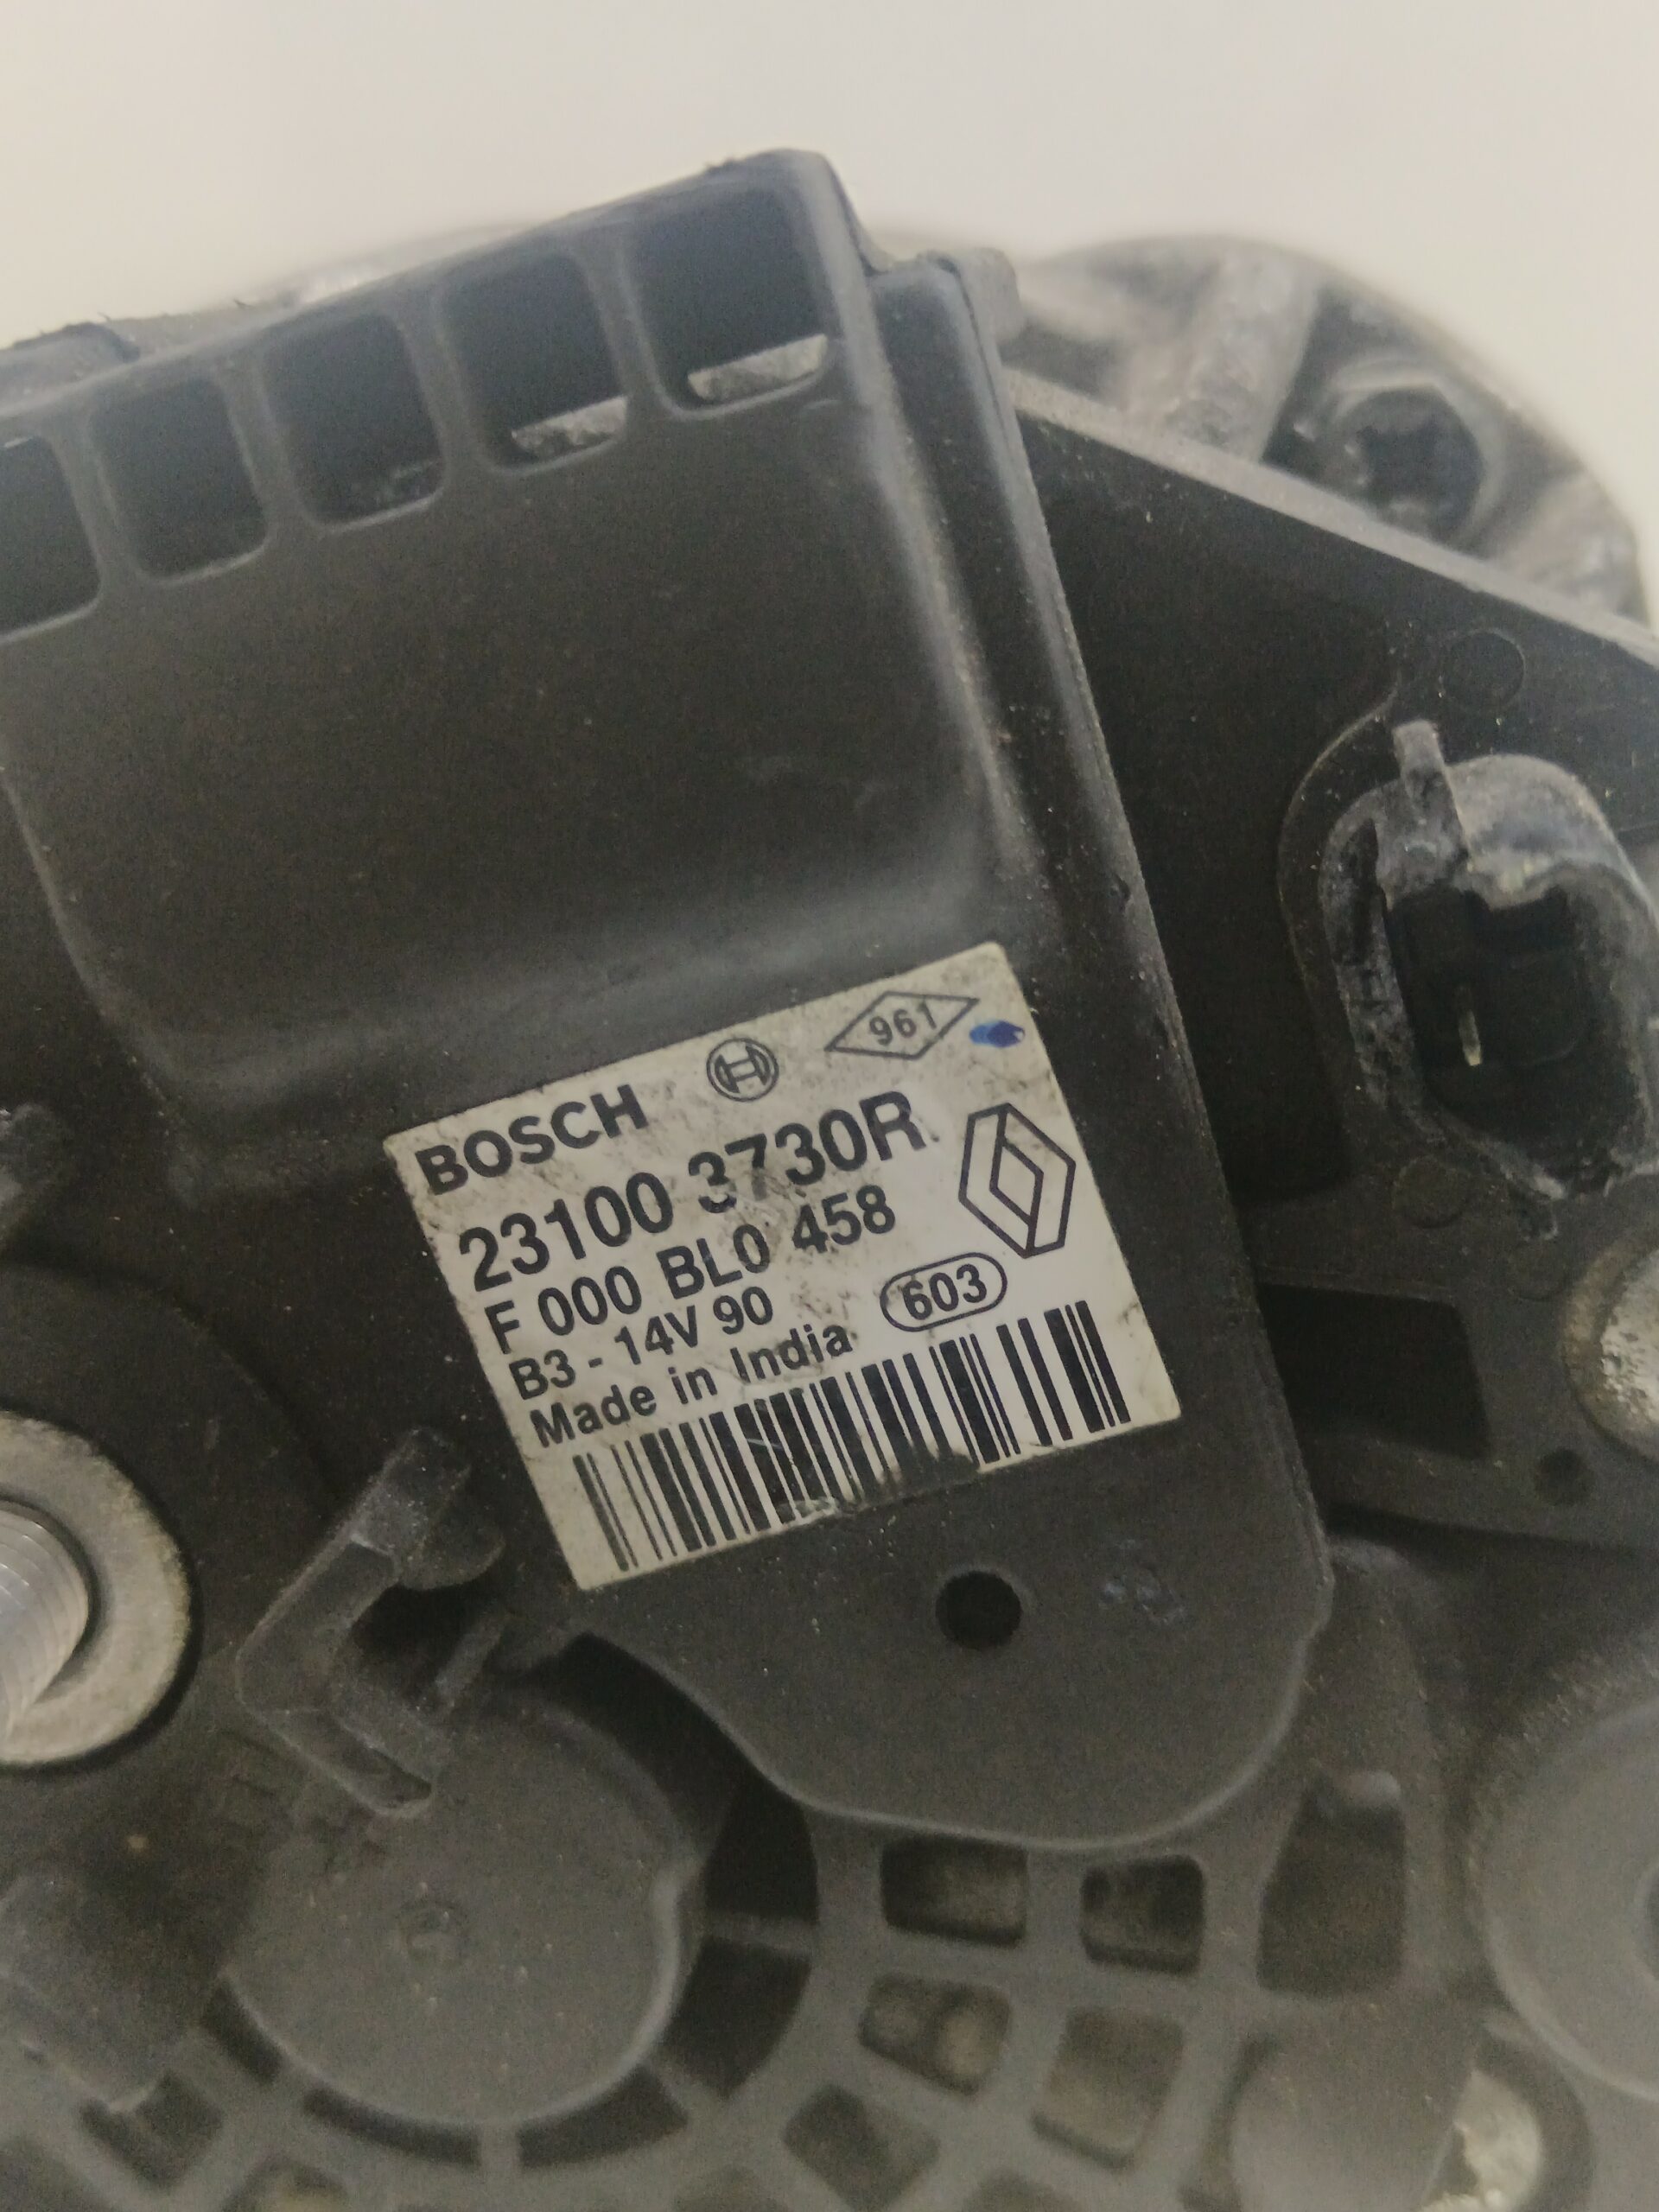 961
BOSCH
23100 3730R
F 000 BL0 458
B3 - 14V 90
603
Made in India